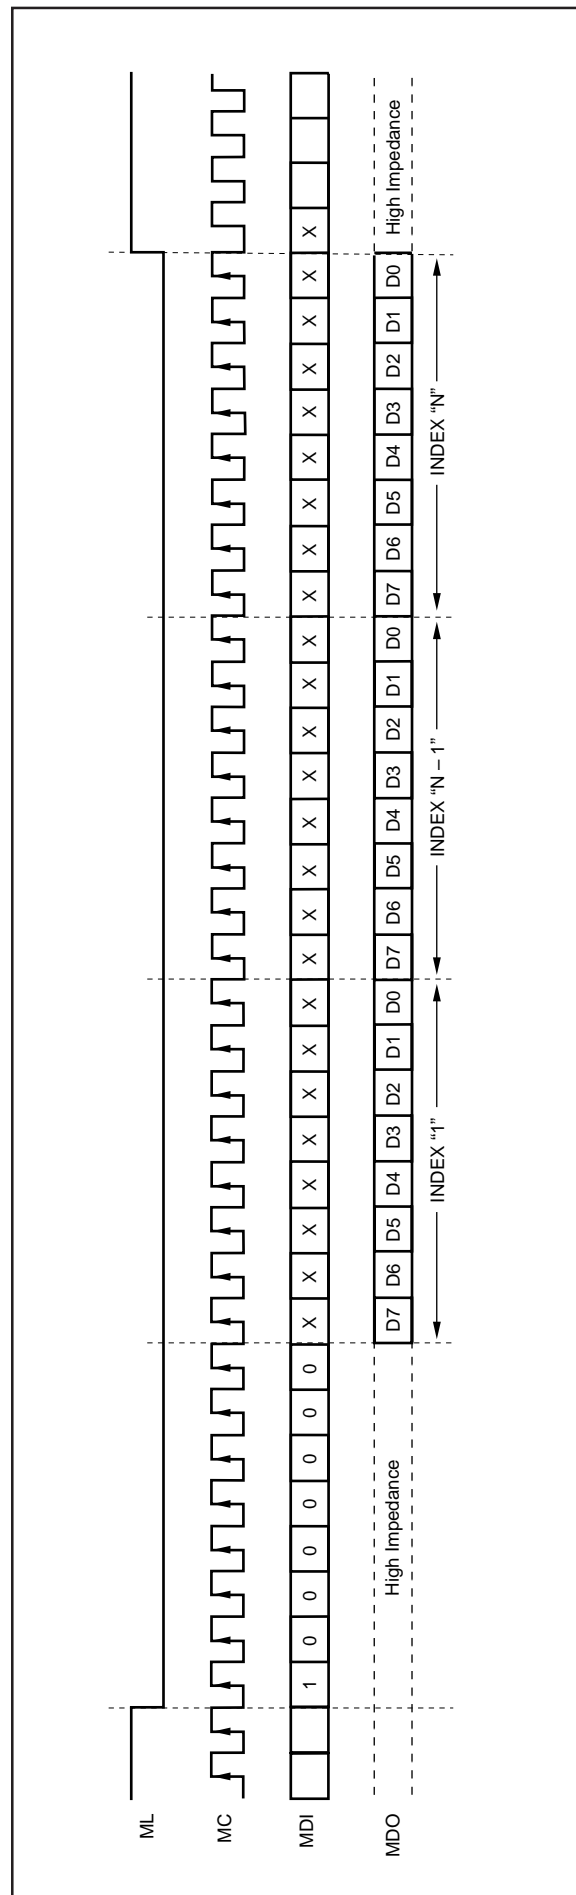 ML
MC
MDI 1 0 0 0 0 0 0 0 X X X X X X X X X X X X X X X X X X X X X X X X X
MDO High Impedance D7 D6 D5 D4 D3 D2 D1 D0 D7 D6 D5 D4 D3 D2 D1 D0 D7 D6 D5 D4 D3 D2 D1 D0 High Impedance
INDEX “1” INDEX “N – 1” INDEX “N”